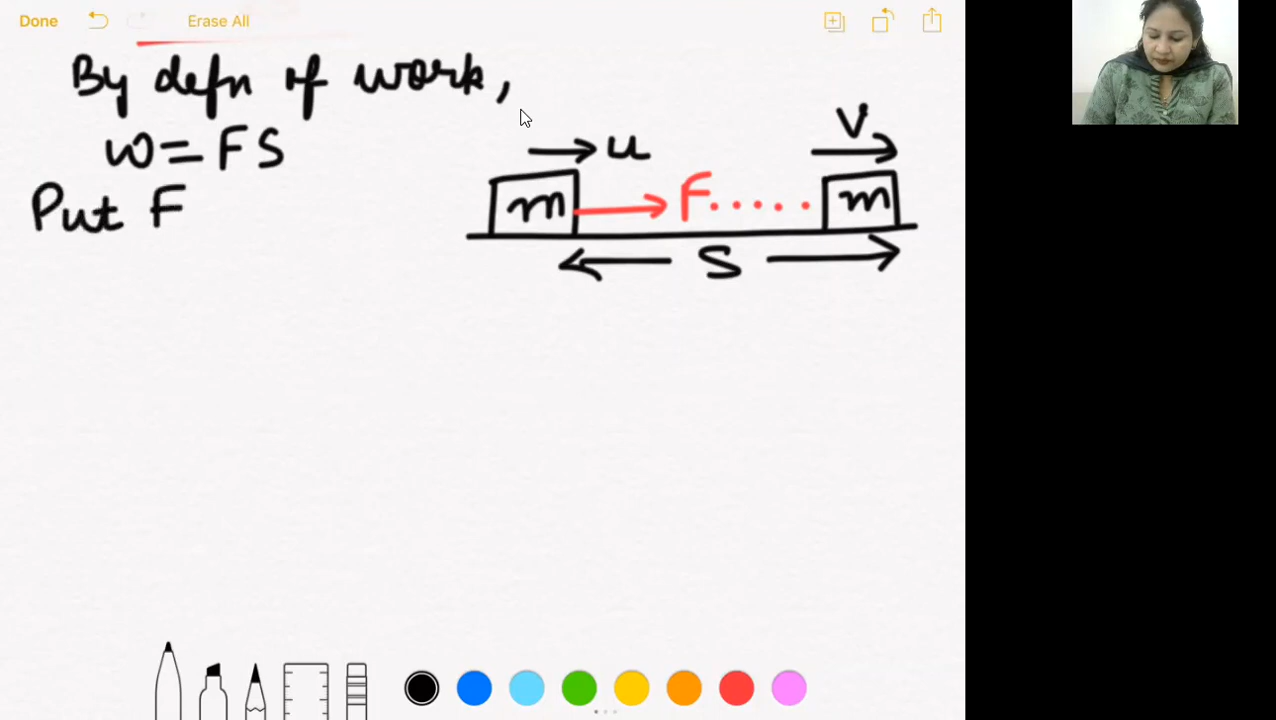 Done Erase All
By defn of work,
W = FS
Put F
u
V
m F..... m
S